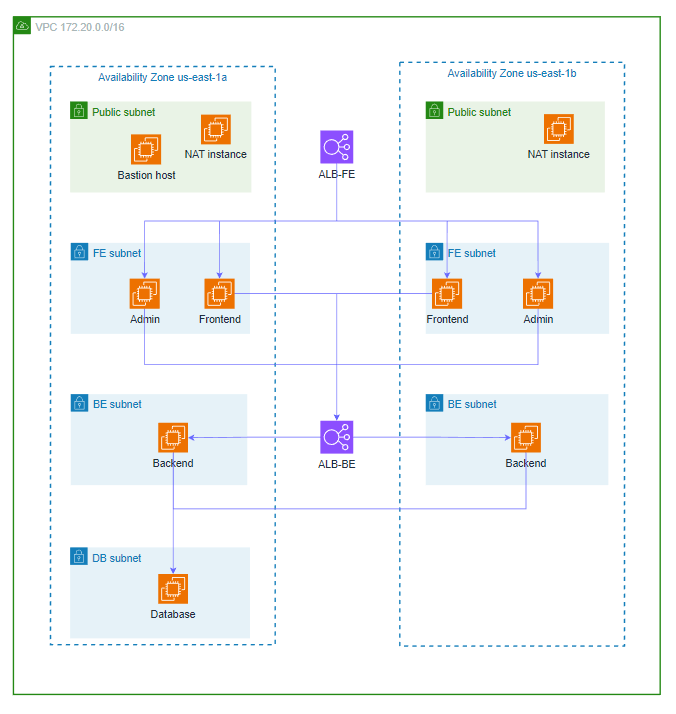 VPC 172.20.0.0/16
Availability Zone us-east-1a
Availability Zone us-east-1b
Public subnet
NAT instance
Bastion host
ALB-FE
Public subnet
NAT instance
FE subnet
Admin
Frontend
FE subnet
Frontend
Admin
BE subnet
Backend
ALB-BE
BE subnet
Backend
DB subnet
Database